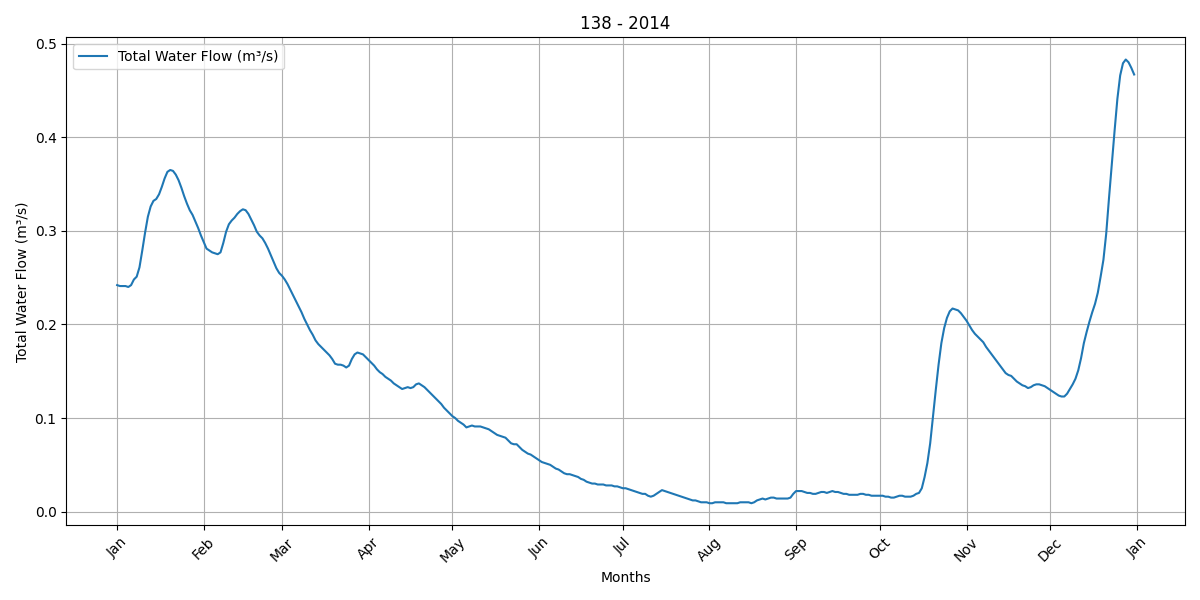 138 - 2014
Total Water Flow (m³/s)
Total Water Flow (m³/s)
0.5
0.4
0.3
0.2
0.1
0.0
Jan Feb Mar Apr May Jun Jul Aug Sep Oct Nov Dec Jan
Months